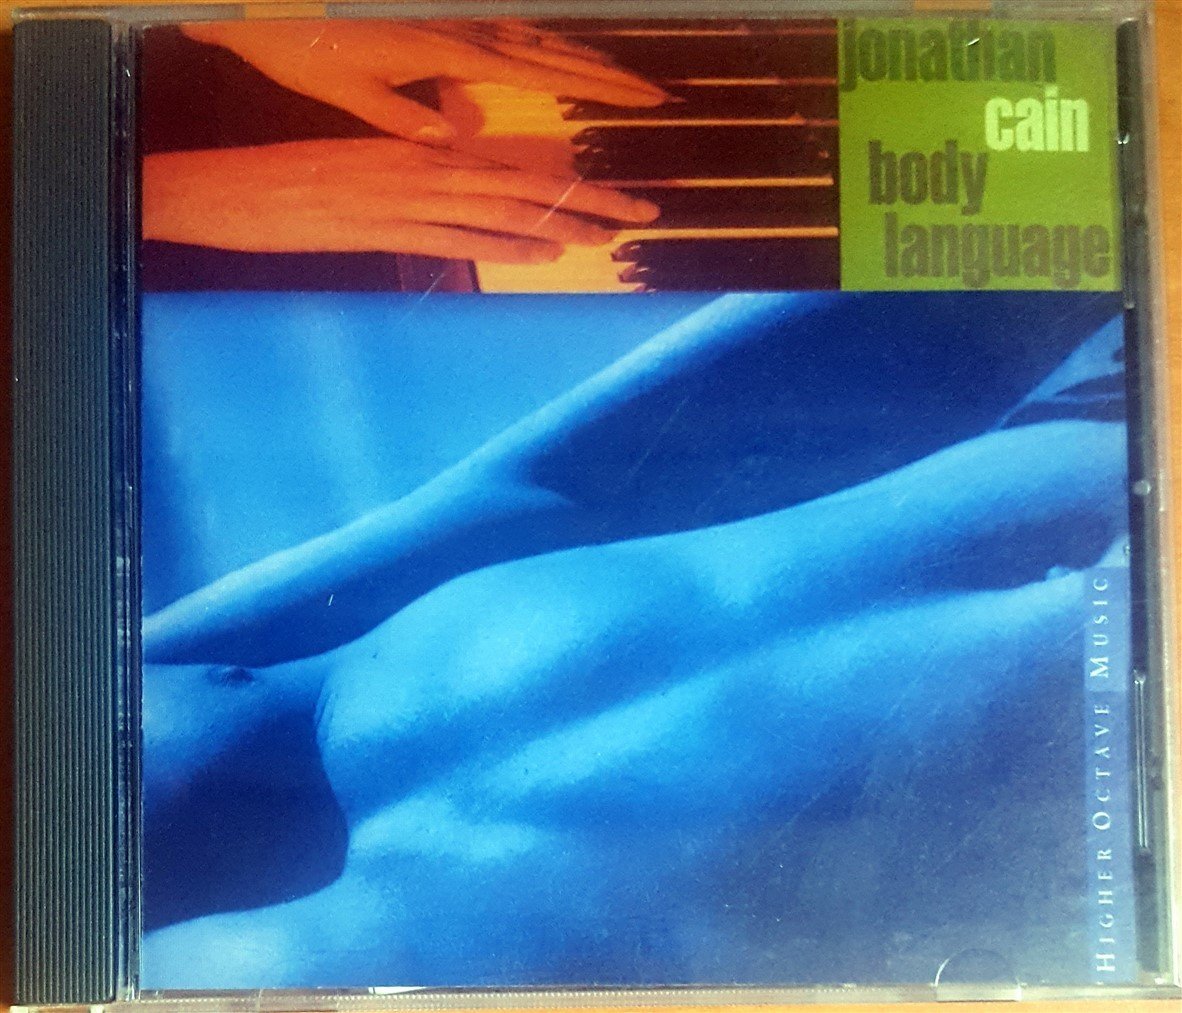 jonathan
cain
body
language
HIGHER OCTAVE MUSIC